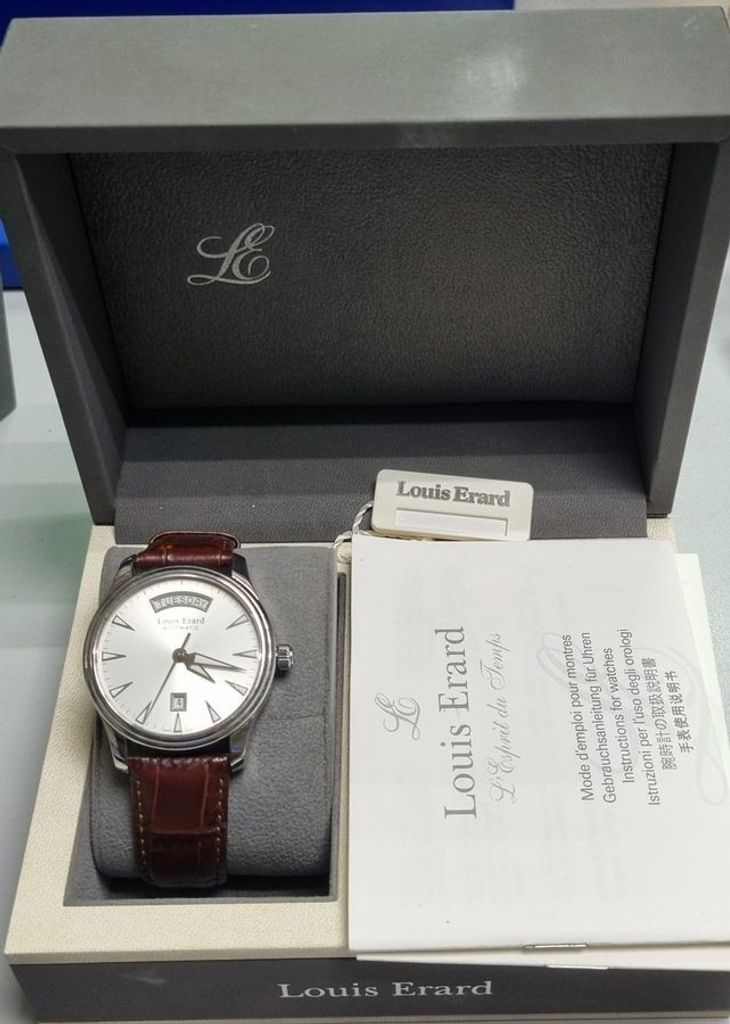 LE
Louis Erard
TUESDAY
Louis Erard
AUTOMATIC
4
LE
Louis Erard
L'Esprit du Temps
Mode d'emploi pour montres
Gebrauchsanleitung für Uhren
Instructions for watches
Istruzioni per l'uso degli orologi
腕時計の取扱説明書
手表使用说明书
Louis Erard